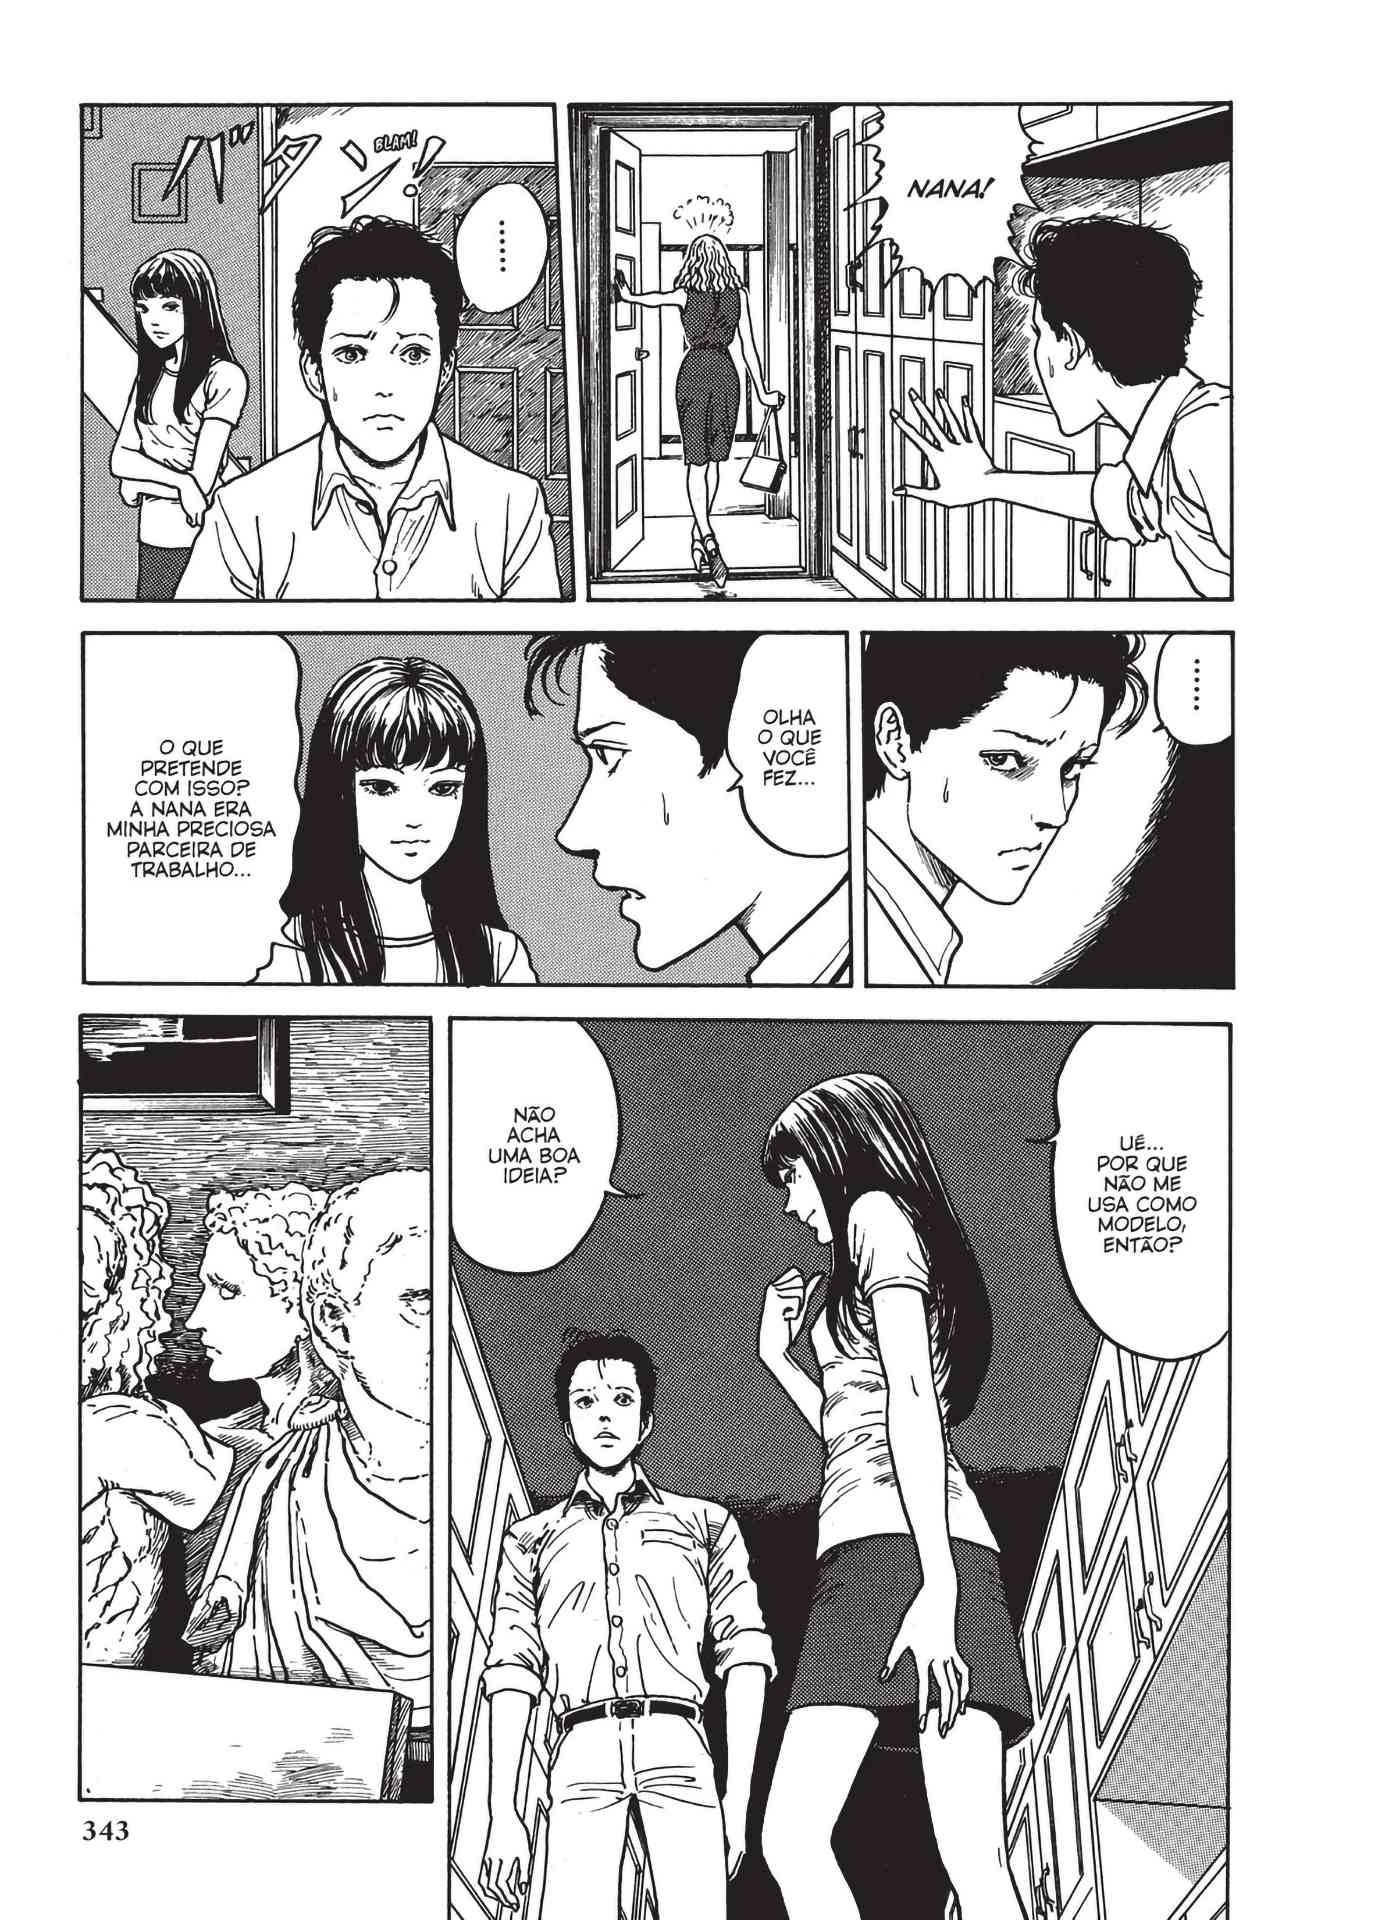 NANA!
バタン!
BLAM!
........
........
OLHA
O QUE
VOCÊ
FEZ...
O QUE
PRETENDE
COM ISSO?
A NANA ERA
MINHA PRECIOSA
PARCEIRA DE
TRABALHO...
UÉ...
POR QUE
NÃO ME
USA COMO
MODELO,
ENTÃO?
NÃO
ACHA
UMA BOA
IDEIA?
343